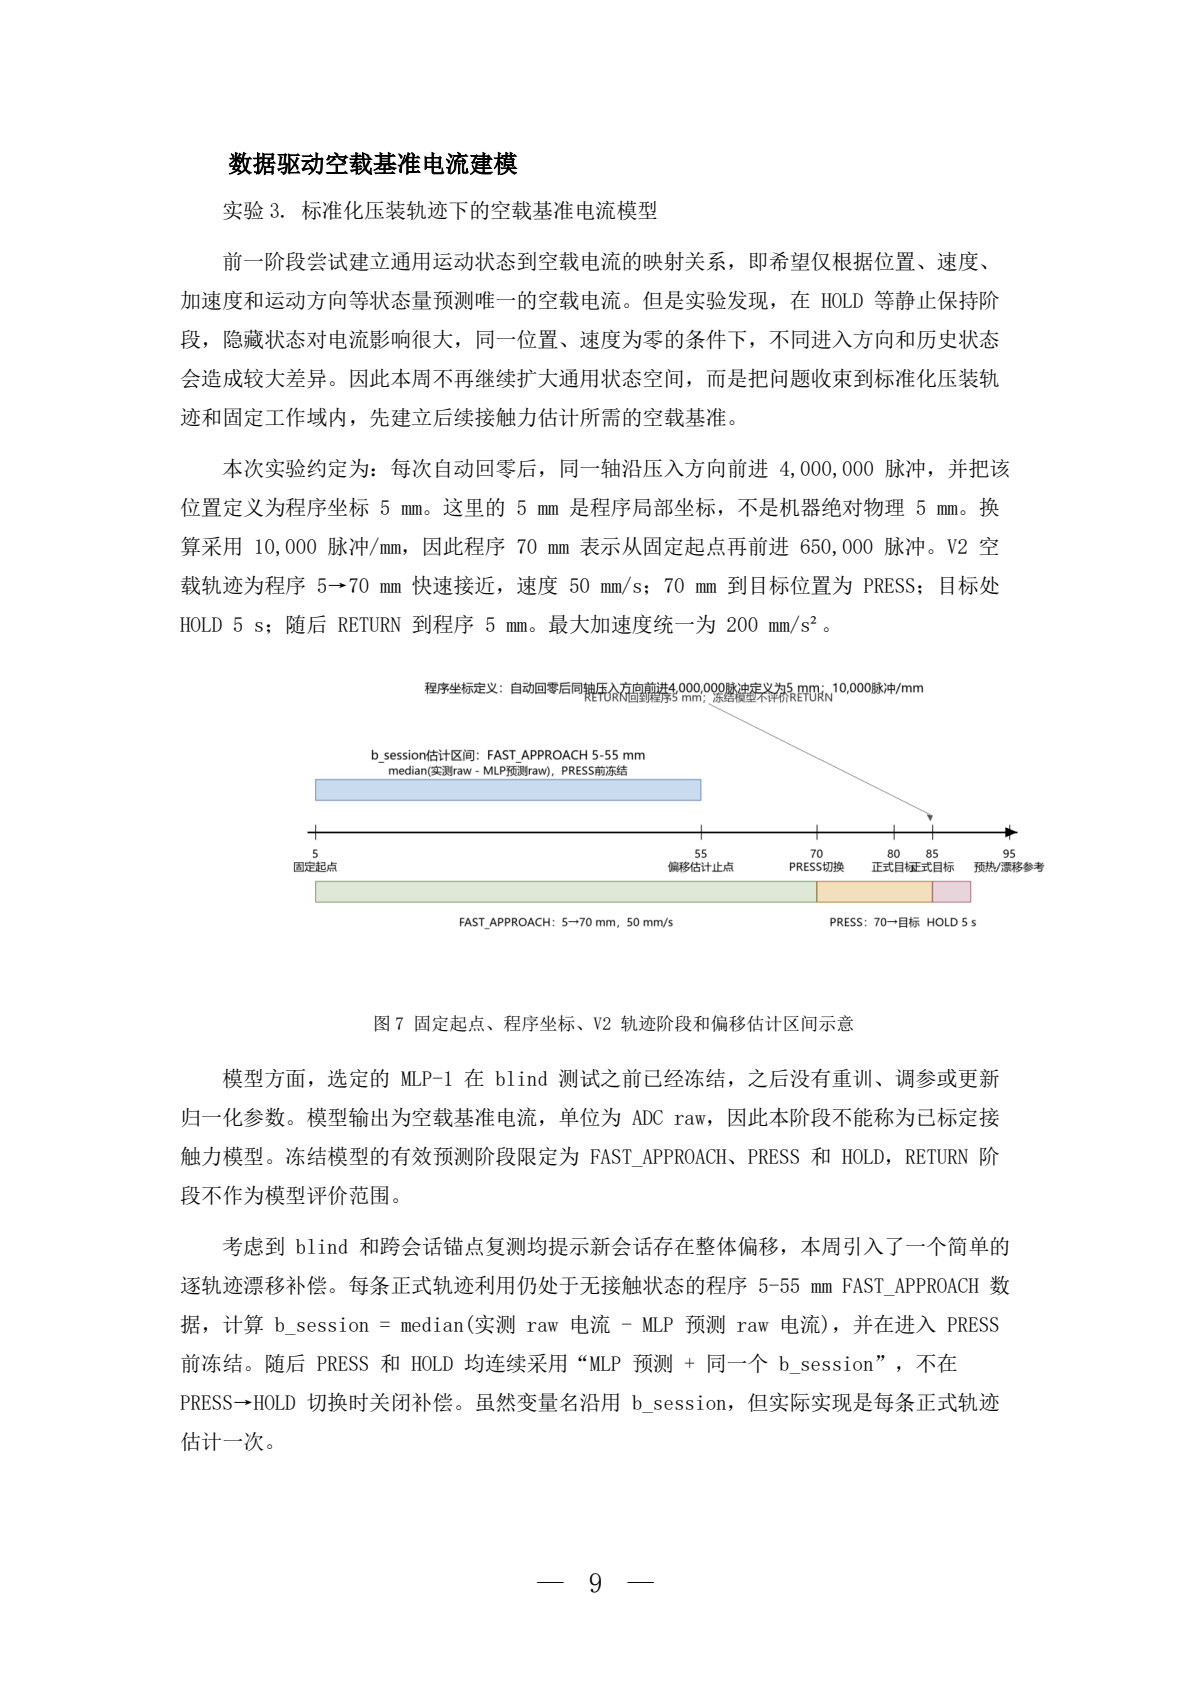 数据驱动空载基准电流建模
实验 3. 标准化压装轨迹下的空载基准电流模型
前一阶段尝试建立通用运动状态到空载电流的映射关系，即希望仅根据位置、速度、
加速度和运动方向等状态量预测唯一的空载电流。但是实验发现，在 HOLD 等静止保持阶
段，隐藏状态对电流影响很大，同一位置、速度为零的条件下，不同进入方向和历史状态
会造成较大差异。因此本周不再继续扩大通用状态空间，而是把问题收束到标准化压装轨
迹和固定工作域内，先建立后续接触力估计所需的空载基准。
本次实验约定为：每次自动回零后，同一轴沿压入方向前进 4,000,000 脉冲，并把该
位置定义为程序坐标 5 mm。这里的 5 mm 是程序局部坐标，不是机器绝对物理 5 mm。换
算采用 10,000 脉冲/mm，因此程序 70 mm 表示从固定起点再前进 650,000 脉冲。V2 空
载轨迹为程序 5→70 mm 快速接近，速度 50 mm/s；70 mm 到目标位置为 PRESS；目标处
HOLD 5 s；随后 RETURN 到程序 5 mm。最大加速度统一为 200 mm/s²。
程序坐标定义：自动回零后同轴压入方向前进4,000,000脉冲定义为5 mm；10,000脉冲/mm
RETURN回到程序5 mm；冻结模型不评价RETURN
b_session估计区间：FAST_APPROACH 5-55 mm
median(实测raw - MLP预测raw)，PRESS前冻结
5 55 70 80 85 95
固定起点 偏移估计止点 PRESS切换 正式目标 正式目标 预热/漂移参考
FAST_APPROACH：5→70 mm，50 mm/s PRESS：70→目标 HOLD 5 s
图 7 固定起点、程序坐标、V2 轨迹阶段和偏移估计区间示意
模型方面，选定的 MLP-1 在 blind 测试之前已经冻结，之后没有重训、调参或更新
归一化参数。模型输出为空载基准电流，单位为 ADC raw，因此本阶段不能称为已标定接
触力模型。冻结模型的有效预测阶段限定为 FAST_APPROACH、PRESS 和 HOLD，RETURN 阶
段不作为模型评价范围。
考虑到 blind 和跨会话锚点复测均提示新会话存在整体偏移，本周引入了一个简单的
逐轨迹漂移补偿。每条正式轨迹利用仍处于无接触状态的程序 5-55 mm FAST_APPROACH 数
据，计算 b_session = median(实测 raw 电流 - MLP 预测 raw 电流)，并在进入 PRESS
前冻结。随后 PRESS 和 HOLD 均连续采用“MLP 预测 + 同一个 b_session”，不在
PRESS→HOLD 切换时关闭补偿。虽然变量名沿用 b_session，但实际实现是每条正式轨迹
估计一次。
— 9 —